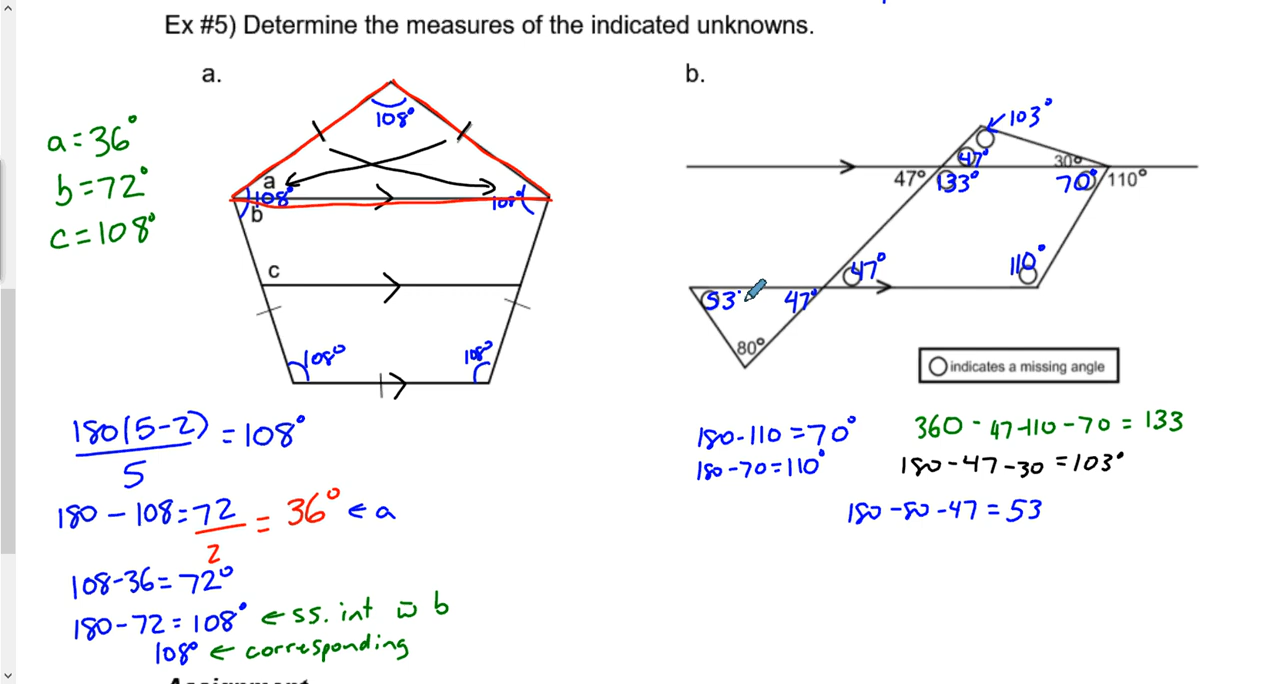 Ex #5) Determine the measures of the indicated unknowns.
a.
b.
a = 36°
b = 72°
c = 108°
108°
a
108°
108°
b
c
108°
108°
103°
47°
30°
47°
133°
70°
110°
47°
110°
53°
47°
80°
indicates a missing angle
180(5-2) = 108°
5
180 - 108 = 72 = 36° ← a
2
108-36 = 72°
180 - 72 = 108° ← ss. int w b
108° ← corresponding
180-110 = 70°
180 - 70 = 110°
360 - 47 - 110 - 70 = 133
180 - 47 - 30 = 103°
180 - 80 - 47 = 53